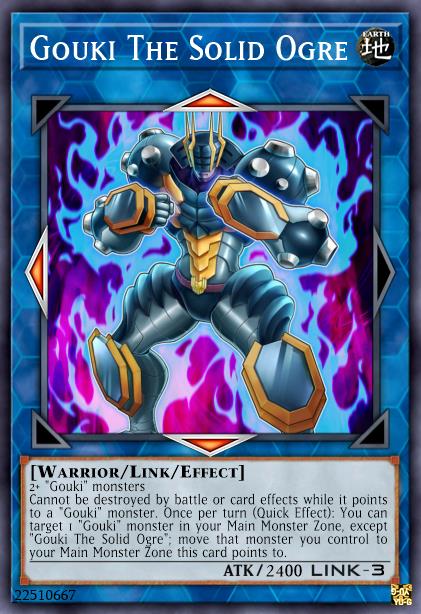 GOUKI THE SOLID OGRE
EARTH
地
[WARRIOR/LINK/EFFECT]
2+ "Gouki" monsters
Cannot be destroyed by battle or card effects while it points
to a "Gouki" monster. Once per turn (Quick Effect): You can
target 1 "Gouki" monster in your Main Monster Zone, except
"Gouki The Solid Ogre"; move that monster you control to
your Main Monster Zone this card points to.
ATK/2400 LINK-3
22510667